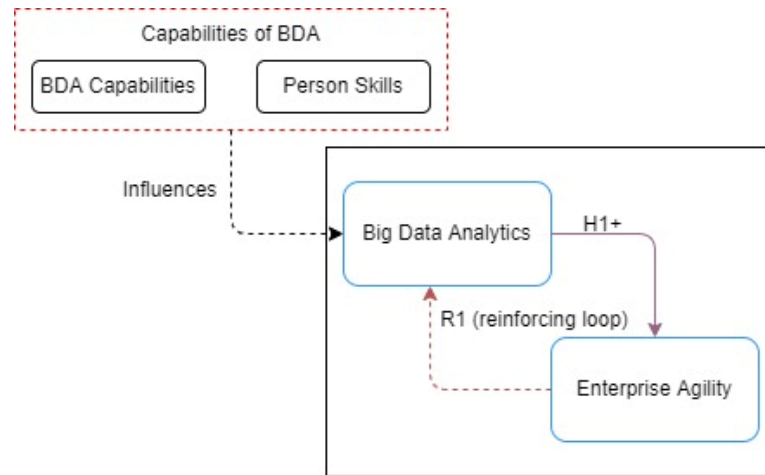 Capabilities of BDA
BDA Capabilities
Person Skills
Influences
Big Data Analytics
H1+
R1 (reinforcing loop)
Enterprise Agility